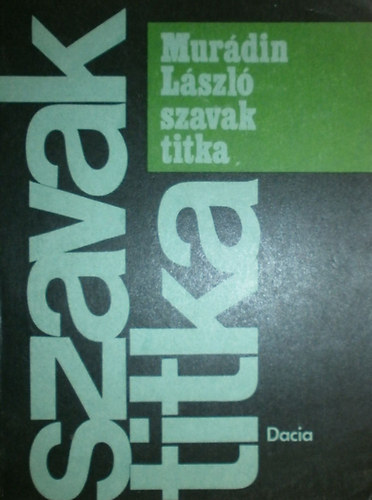 Murádin
László
szavak
titka
szavak
titka
Dacia